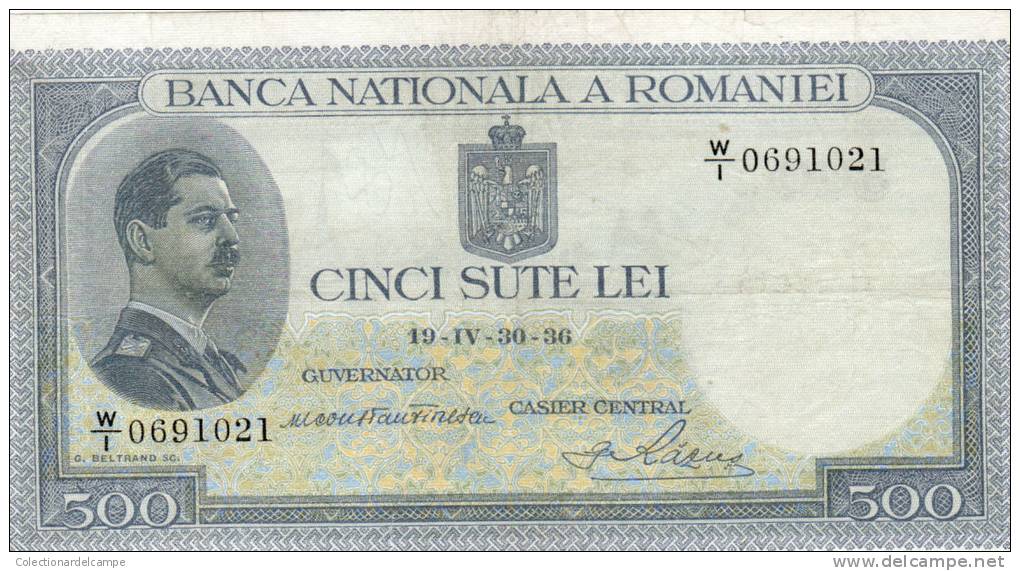 BANCA NATIONALA A ROMANIEI
W/I 0691021
CINCI SUTE LEI
19-IV-30-36
GUVERNATOR
CASIER CENTRAL
W/I 0691021
G. BELTRAND SC.
500
500
Colectionardelcampe
www.delcampe.net